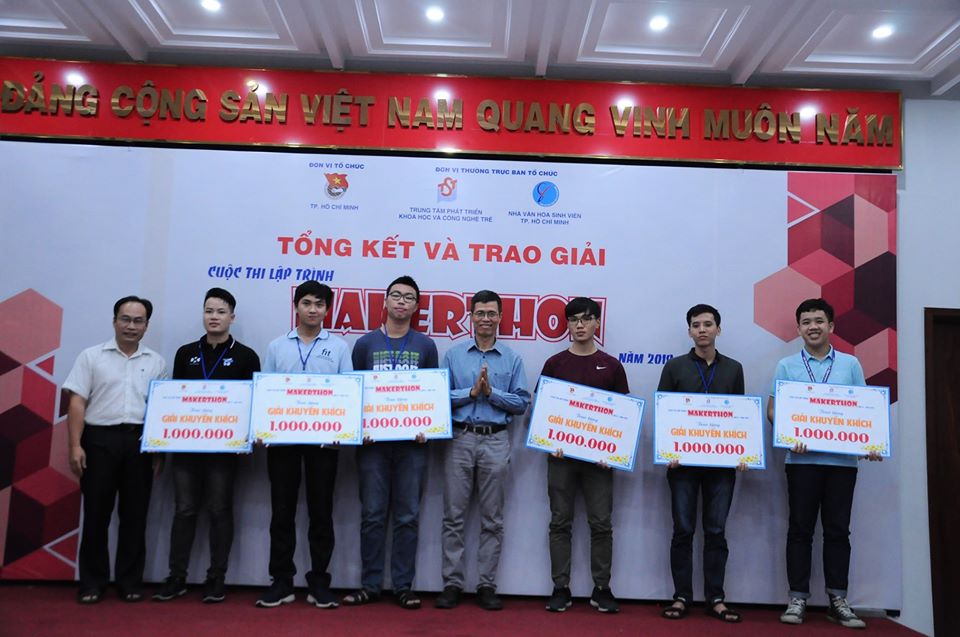 ĐẢNG CỘNG SẢN VIỆT NAM QUANG VINH MUÔN NĂM
ĐƠN VỊ TỔ CHỨC
TP. HỒ CHÍ MINH
ĐƠN VỊ THƯỜNG TRỰC BAN TỔ CHỨC
TRUNG TÂM PHÁT TRIỂN
KHOA HỌC VÀ CÔNG NGHỆ TRẺ
NHÀ VĂN HÓA SINH VIÊN
TP. HỒ CHÍ MINH
TỔNG KẾT VÀ TRAO GIẢI
CUỘC THI LẬP TRÌNH
MAKERTHON
NĂM 2019
fit
MAKERTHON
GIẢI KHUYẾN KHÍCH
1.000.000
MAKERTHON
GIẢI KHUYẾN KHÍCH
1.000.000
MAKERTHON
GIẢI KHUYẾN KHÍCH
1.000.000
MAKERTHON
GIẢI KHUYẾN KHÍCH
1.000.000
MAKERTHON
GIẢI KHUYẾN KHÍCH
1.000.000
MAKERTHON
GIẢI KHUYẾN KHÍCH
1.000.000